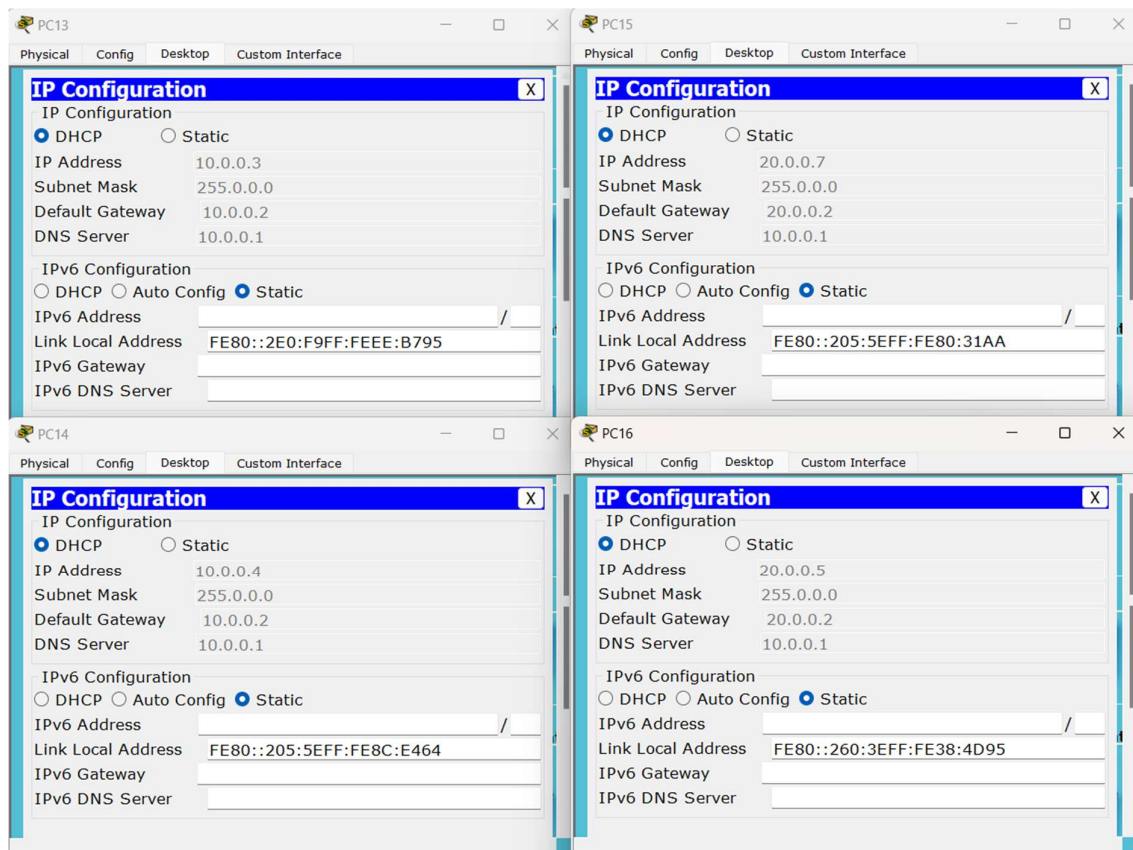 PC13
Physical Config Desktop Custom Interface
IP Configuration X
IP Configuration
DHCP Static
IP Address 10.0.0.3
Subnet Mask 255.0.0.0
Default Gateway 10.0.0.2
DNS Server 10.0.0.1
IPv6 Configuration
DHCP Auto Config Static
IPv6 Address /
Link Local Address FE80::2E0:F9FF:FEEE:B795
IPv6 Gateway
IPv6 DNS Server
PC15
Physical Config Desktop Custom Interface
IP Configuration X
IP Configuration
DHCP Static
IP Address 20.0.0.7
Subnet Mask 255.0.0.0
Default Gateway 20.0.0.2
DNS Server 10.0.0.1
IPv6 Configuration
DHCP Auto Config Static
IPv6 Address /
Link Local Address FE80::205:5EFF:FE80:31AA
IPv6 Gateway
IPv6 DNS Server
PC14
Physical Config Desktop Custom Interface
IP Configuration X
IP Configuration
DHCP Static
IP Address 10.0.0.4
Subnet Mask 255.0.0.0
Default Gateway 10.0.0.2
DNS Server 10.0.0.1
IPv6 Configuration
DHCP Auto Config Static
IPv6 Address /
Link Local Address FE80::205:5EFF:FE8C:E464
IPv6 Gateway
IPv6 DNS Server
PC16
Physical Config Desktop Custom Interface
IP Configuration X
IP Configuration
DHCP Static
IP Address 20.0.0.5
Subnet Mask 255.0.0.0
Default Gateway 20.0.0.2
DNS Server 10.0.0.1
IPv6 Configuration
DHCP Auto Config Static
IPv6 Address /
Link Local Address FE80::260:3EFF:FE38:4D95
IPv6 Gateway
IPv6 DNS Server